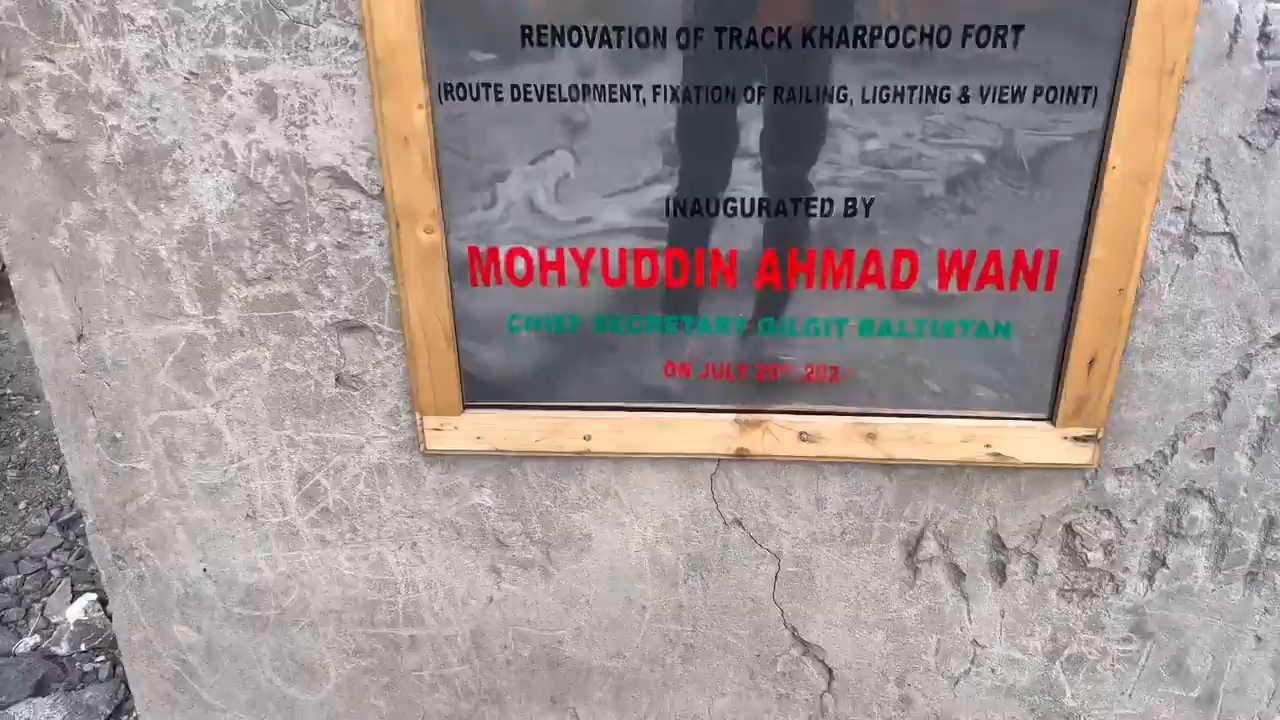 RENOVATION OF TRACK KHARPOCHO FORT
(ROUTE DEVELOPMENT, FIXATION OF RAILING, LIGHTING & VIEW POINT)
INAUGURATED BY
MOHYUDDIN AHMAD WANI
CHIEF SECRETARY GILGIT-BALTISTAN
ON JULY